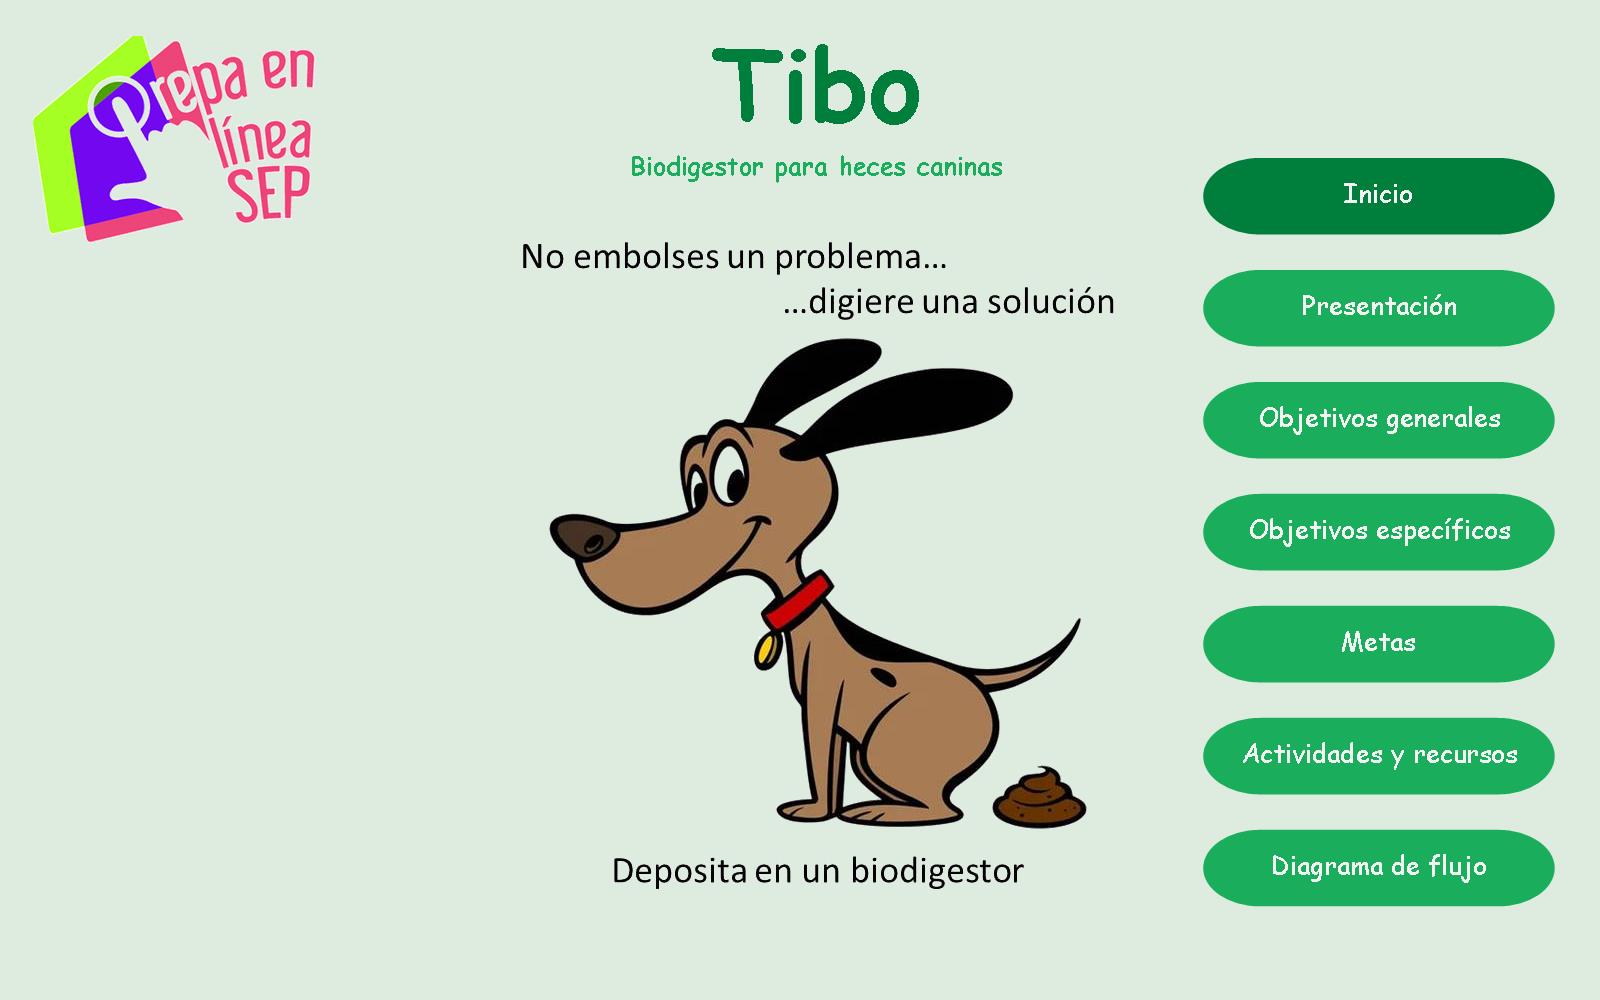 Prepa en
línea
SEP
Tibo
Biodigestor para heces caninas
No embolses un problema...
...digiere una solución
Deposita en un biodigestor
Inicio
Presentación
Objetivos generales
Objetivos específicos
Metas
Actividades y recursos
Diagrama de flujo